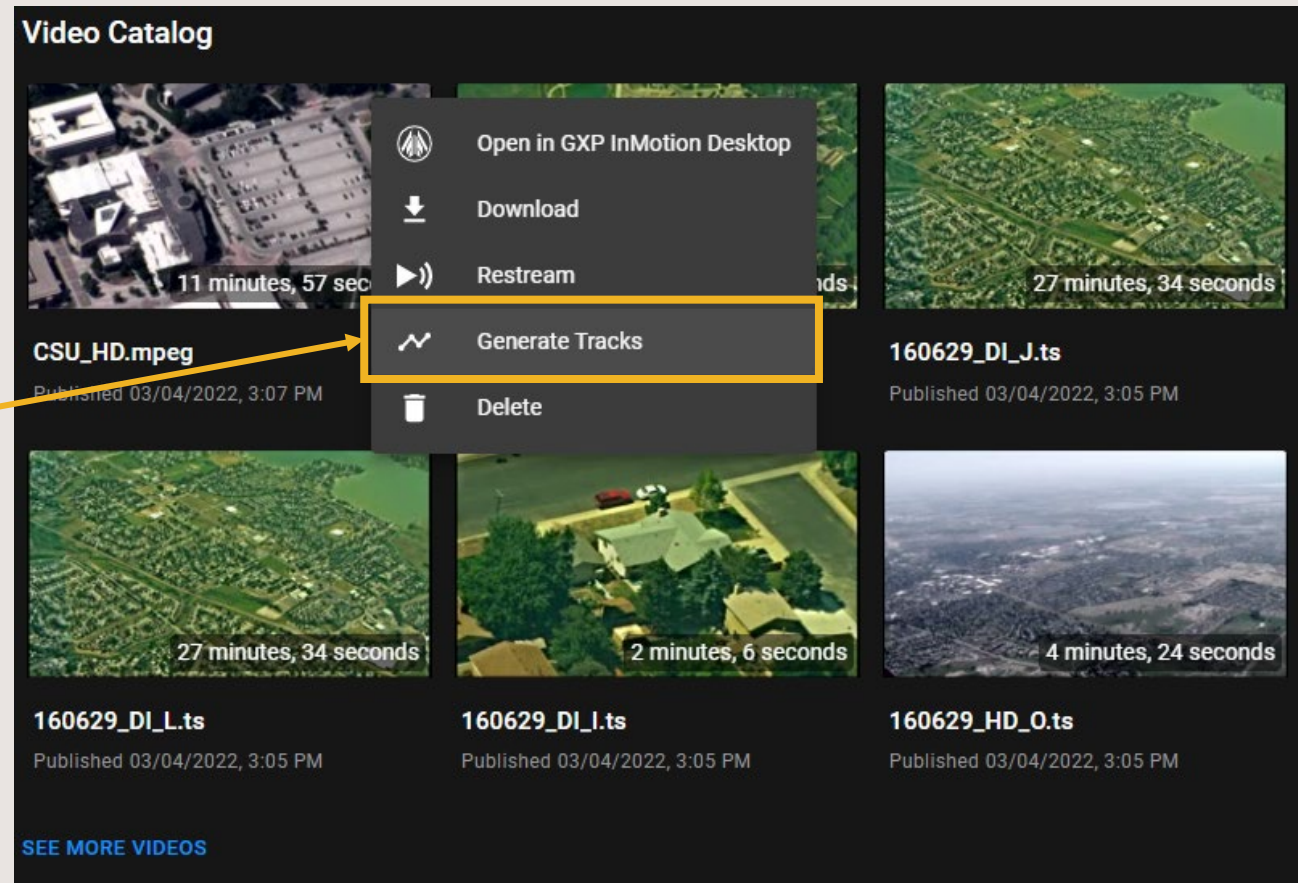 Video Catalog
Open in GXP InMotion Desktop
Download
Restream
Generate Tracks
Delete
11 minutes, 57 sec
nds
27 minutes, 34 seconds
CSU_HD.mpeg
160629_DI_J.ts
Published 03/04/2022, 3:07 PM
Published 03/04/2022, 3:05 PM
27 minutes, 34 seconds
2 minutes, 6 seconds
4 minutes, 24 seconds
160629_DI_L.ts
160629_DI_I.ts
160629_HD_O.ts
Published 03/04/2022, 3:05 PM
Published 03/04/2022, 3:05 PM
Published 03/04/2022, 3:05 PM
SEE MORE VIDEOS